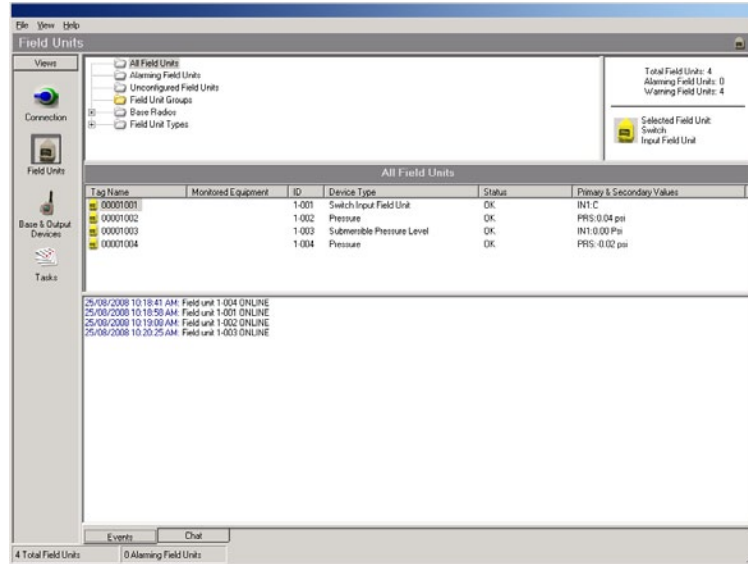 File View Help
Field Units
Views
Connection
Field Units
Base & Output
Devices
Tasks
All Field Units
Alarming Field Units
Unconfigured Field Units
Field Unit Groups
Base Radios
Field Unit Types
Total Field Units: 4
Alarming Field Units: 0
Warning Field Units: 4
Selected Field Unit:
Switch
Input Field Unit
All Field Units
Tag Name Monitored Equipment ID Device Type Status Primary & Secondary Values
00001001 1-001 Switch Input Field Unit OK IN1:C
00001002 1-002 Pressure OK PRS:0.04 psi
00001003 1-003 Submersible Pressure Level OK IN1:0.00 Psi
00001004 1-004 Pressure OK PRS:-0.02 psi
25/08/2008 10:18:41 AM: Field unit 1-004 ONLINE
25/08/2008 10:18:58 AM: Field unit 1-001 ONLINE
25/08/2008 10:19:08 AM: Field unit 1-002 ONLINE
25/08/2008 10:20:25 AM: Field unit 1-003 ONLINE
Events Chat
4 Total Field Units 0 Alarming Field Units